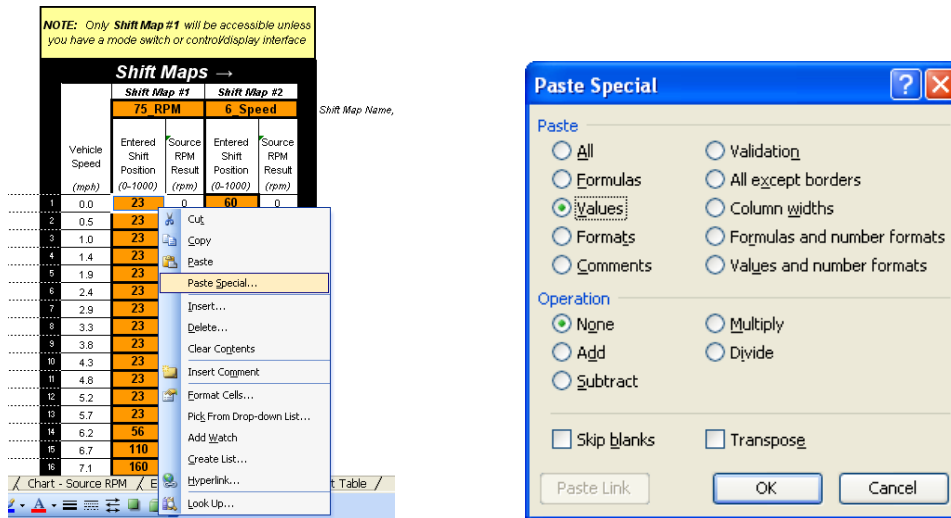 NOTE: Only Shift Map #1 will be accessible unless
you have a mode switch or control/display interface
Shift Maps →
Shift Map #1 Shift Map #2
75_RPM 6_Speed Shift Map Name,
Vehicle Speed (mph) Entered Shift Position (0-1000) Source RPM Result (rpm) Entered Shift Position (0-1000) Source RPM Result (rpm)
1 0.0 23 0 60 0
2 0.5 23
3 1.0 23
4 1.4 23
5 1.9 23
6 2.4 23
7 2.9 23
8 3.3 23
9 3.8 23
10 4.3 23
11 4.8 23
12 5.2 23
13 5.7 23
14 6.2 56
15 6.7 110
16 7.1 160
Cut
Copy
Paste
Paste Special...
Insert...
Delete...
Clear Contents
Insert Comment
Format Cells...
Pick From Drop-down List...
Add Watch
Create List...
Hyperlink...
Look Up...
Chart - Source RPM / E t Table /
Paste Special
Paste
All Validation
Formulas All except borders
Values Column widths
Formats Formulas and number formats
Comments Values and number formats
Operation
None Multiply
Add Divide
Subtract
Skip blanks Transpose
Paste Link OK Cancel